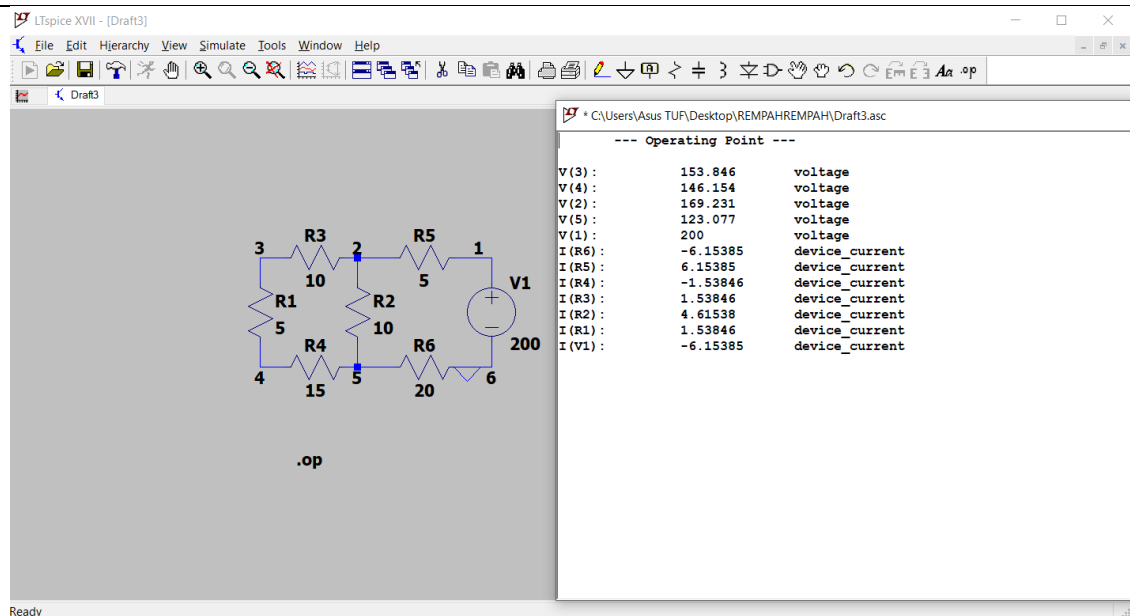 LTspice XVII - [Draft3]
File Edit Hierarchy View Simulate Tools Window Help
Aa .op
Draft3
* C:\Users\Asus TUF\Desktop\REMPAHREMPAH\Draft3.asc
--- Operating Point ---
V(3): 153.846 voltage
V(4): 146.154 voltage
V(2): 169.231 voltage
V(5): 123.077 voltage
V(1): 200 voltage
I(R6): -6.15385 device_current
I(R5): 6.15385 device_current
I(R4): -1.53846 device_current
I(R3): 1.53846 device_current
I(R2): 4.61538 device_current
I(R1): 1.53846 device_current
I(V1): -6.15385 device_current
R3 R5
3 2 1
10 5 V1
R1 R2
5 10
R4 R6 200
4 5 6
15 20
.op
Ready